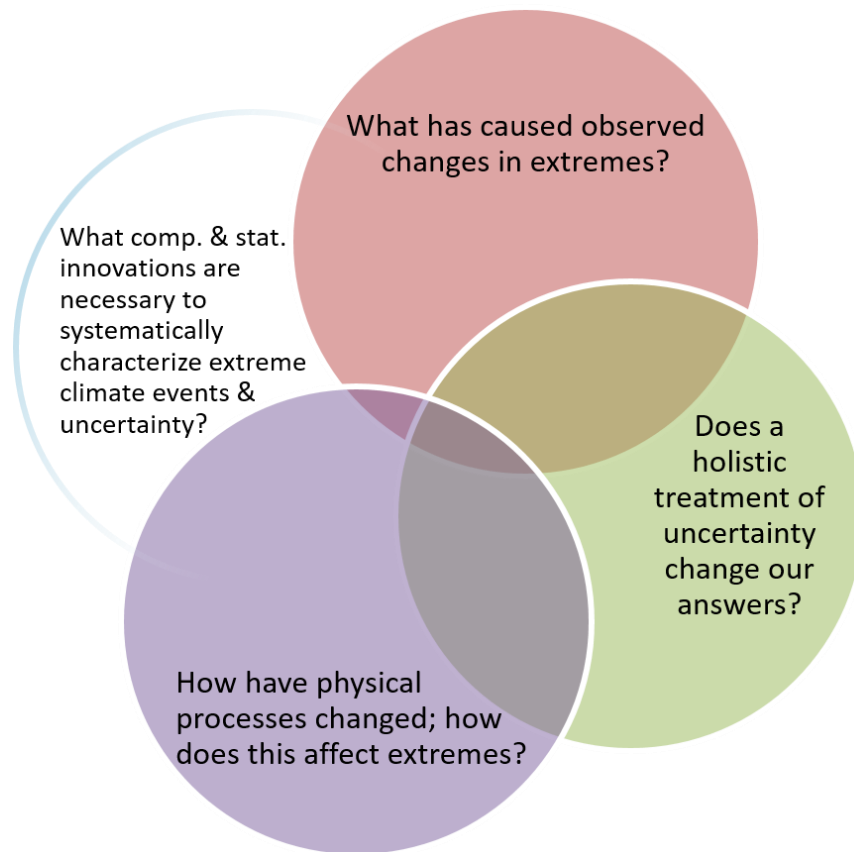 What has caused observed
changes in extremes?
What comp. & stat.
innovations are
necessary to
systematically
characterize extreme
climate events &
uncertainty?
Does a
holistic
treatment of
uncertainty
change our
answers?
How have physical
processes changed; how
does this affect extremes?